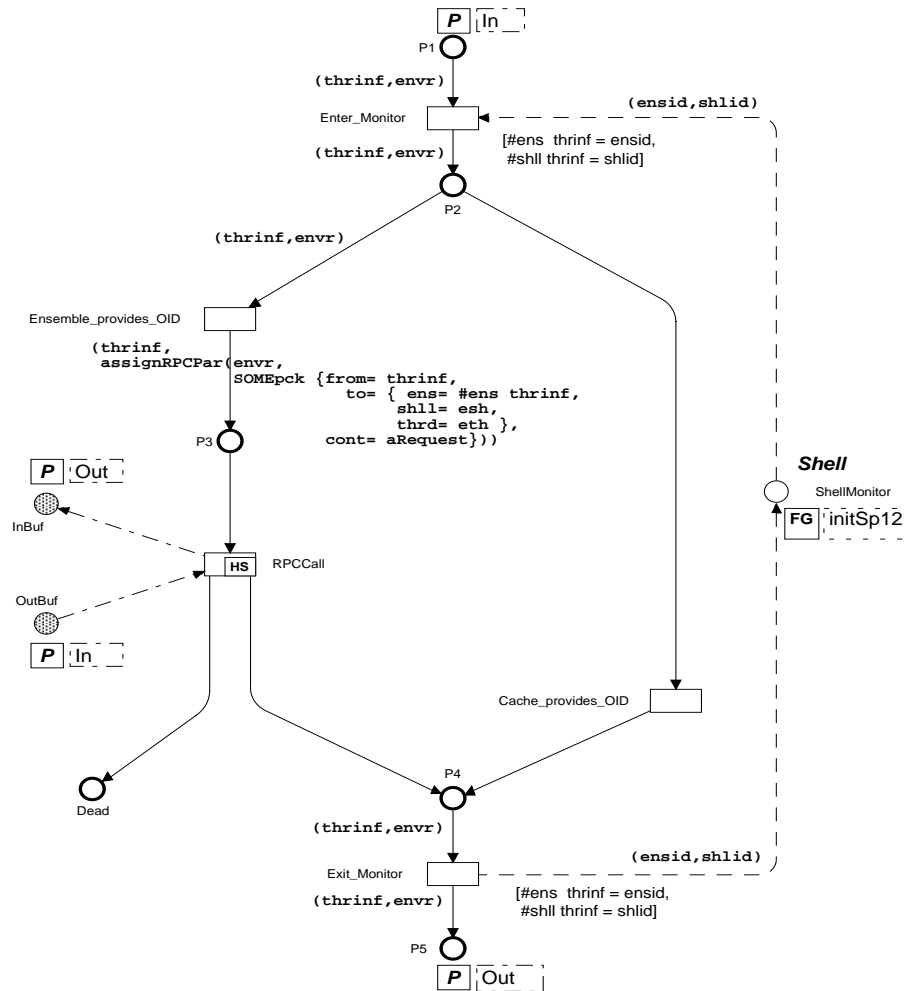 P In
P1
(thrinf,envr)
(ensid,shlid)
Enter_Monitor
[#ens thrinf = ensid,
#shll thrinf = shlid]
(thrinf,envr)
P2
(thrinf,envr)
Ensemble_provides_OID
(thrinf,
assignRPCPar(envr,
SOMEpck {from= thrinf,
to= { ens= #ens thrinf,
shll= esh,
thrd= eth },
cont= aRequest}))
P3
P Out
InBuf
Shell
ShellMonitor
FG initSp12
HS
RPCCall
OutBuf
P In
Cache_provides_OID
P4
Dead
(thrinf,envr)
(ensid,shlid)
Exit_Monitor
[#ens thrinf = ensid,
#shll thrinf = shlid]
(thrinf,envr)
P5
P Out